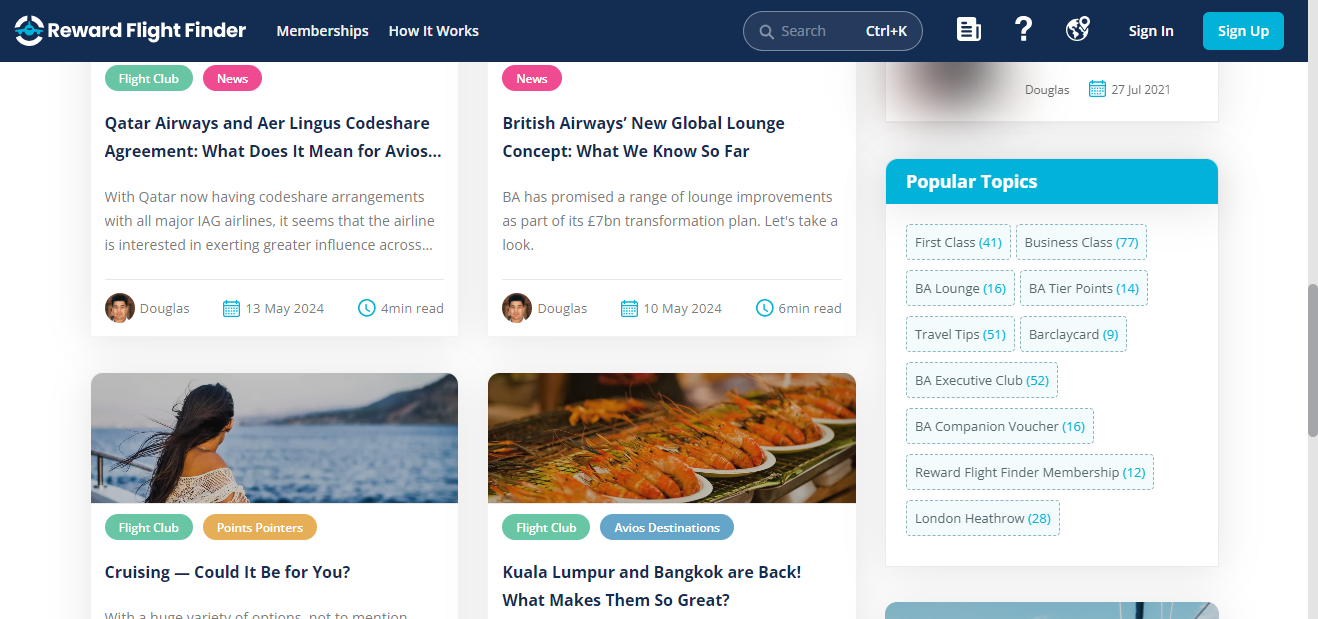 Reward Flight Finder
Memberships
How It Works
Search
Ctrl+K
Sign In
Sign Up
Flight Club
News
Qatar Airways and Aer Lingus Codeshare
Agreement: What Does It Mean for Avios...
With Qatar now having codeshare arrangements
with all major IAG airlines, it seems that the airline
is interested in exerting greater influence across...
Douglas
13 May 2024
4min read
News
British Airways’ New Global Lounge
Concept: What We Know So Far
BA has promised a range of lounge improvements
as part of its £7bn transformation plan. Let's take a
look.
Douglas
10 May 2024
6min read
Flight Club
Points Pointers
Cruising — Could It Be for You?
With a huge variety of options, not to mention
Flight Club
Avios Destinations
Kuala Lumpur and Bangkok are Back!
What Makes Them So Great?
Douglas
27 Jul 2021
Popular Topics
First Class (41)
Business Class (77)
BA Lounge (16)
BA Tier Points (14)
Travel Tips (51)
Barclaycard (9)
BA Executive Club (52)
BA Companion Voucher (16)
Reward Flight Finder Membership (12)
London Heathrow (28)